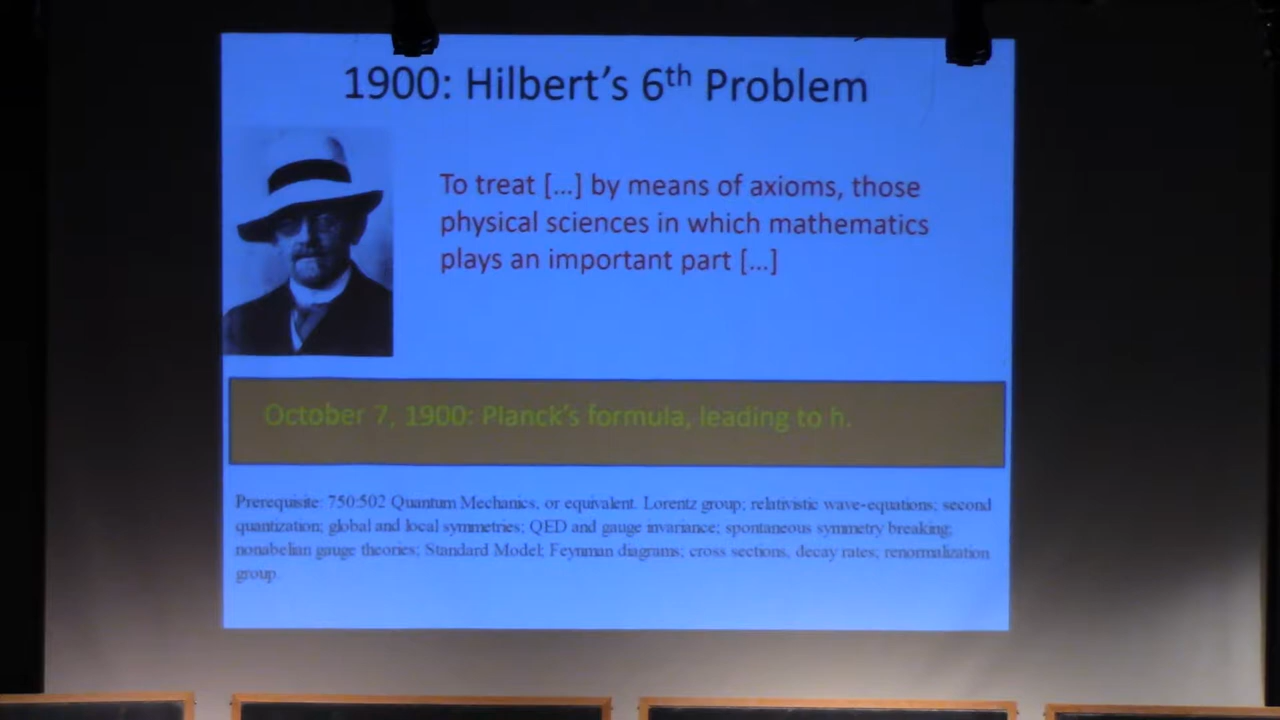 1900: Hilbert's 6th Problem
To treat [...] by means of axioms, those
physical sciences in which mathematics
plays an important part [...]
October 7, 1900: Planck's formula, leading to h.
Prerequisite: 750:502 Quantum Mechanics, or equivalent. Lorentz group; relativistic wave-equations; second
quantization; global and local symmetries; QED and gauge invariance; spontaneous symmetry breaking;
nonabelian gauge theories; Standard Model; Feynman diagrams; cross sections, decay rates; renormalization
group.